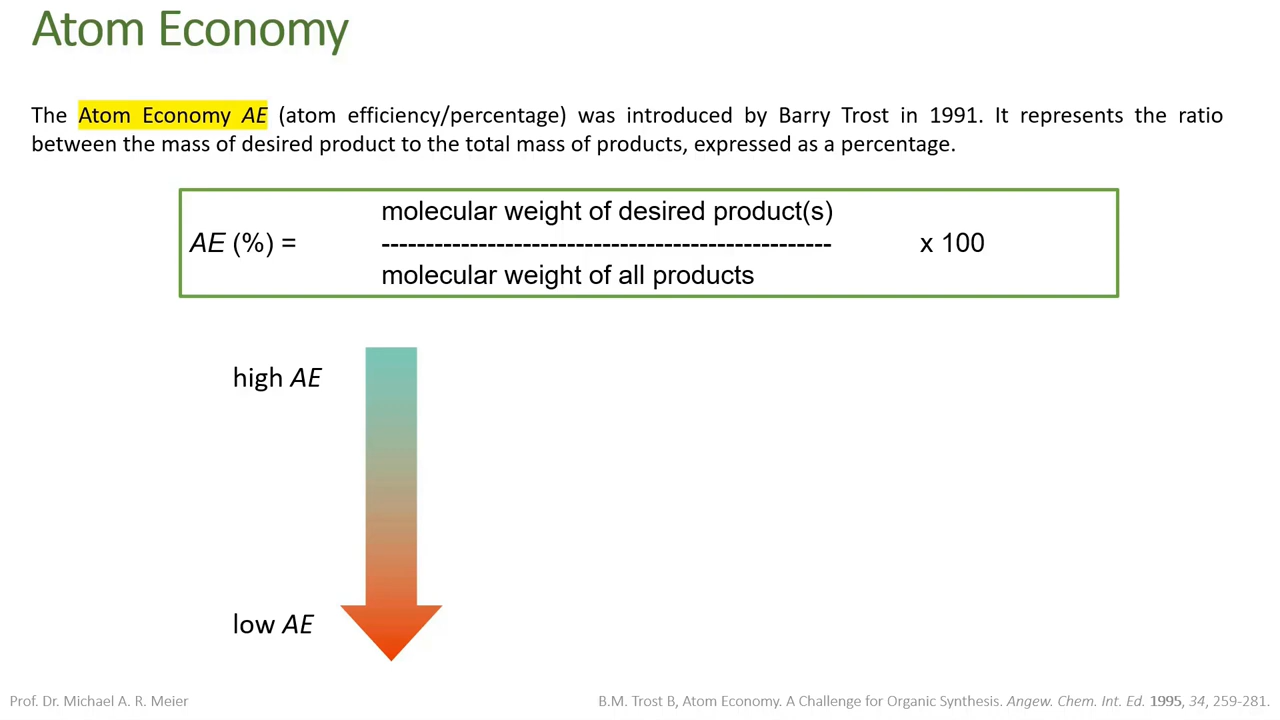 Atom Economy
The Atom Economy AE (atom efficiency/percentage) was introduced by Barry Trost in 1991. It represents the ratio
between the mass of desired product to the total mass of products, expressed as a percentage.
molecular weight of desired product(s)
AE (%) = --------------------------------------------------- x 100
molecular weight of all products
high AE
low AE
Prof. Dr. Michael A. R. Meier
B.M. Trost B, Atom Economy. A Challenge for Organic Synthesis. Angew. Chem. Int. Ed. 1995, 34, 259-281.